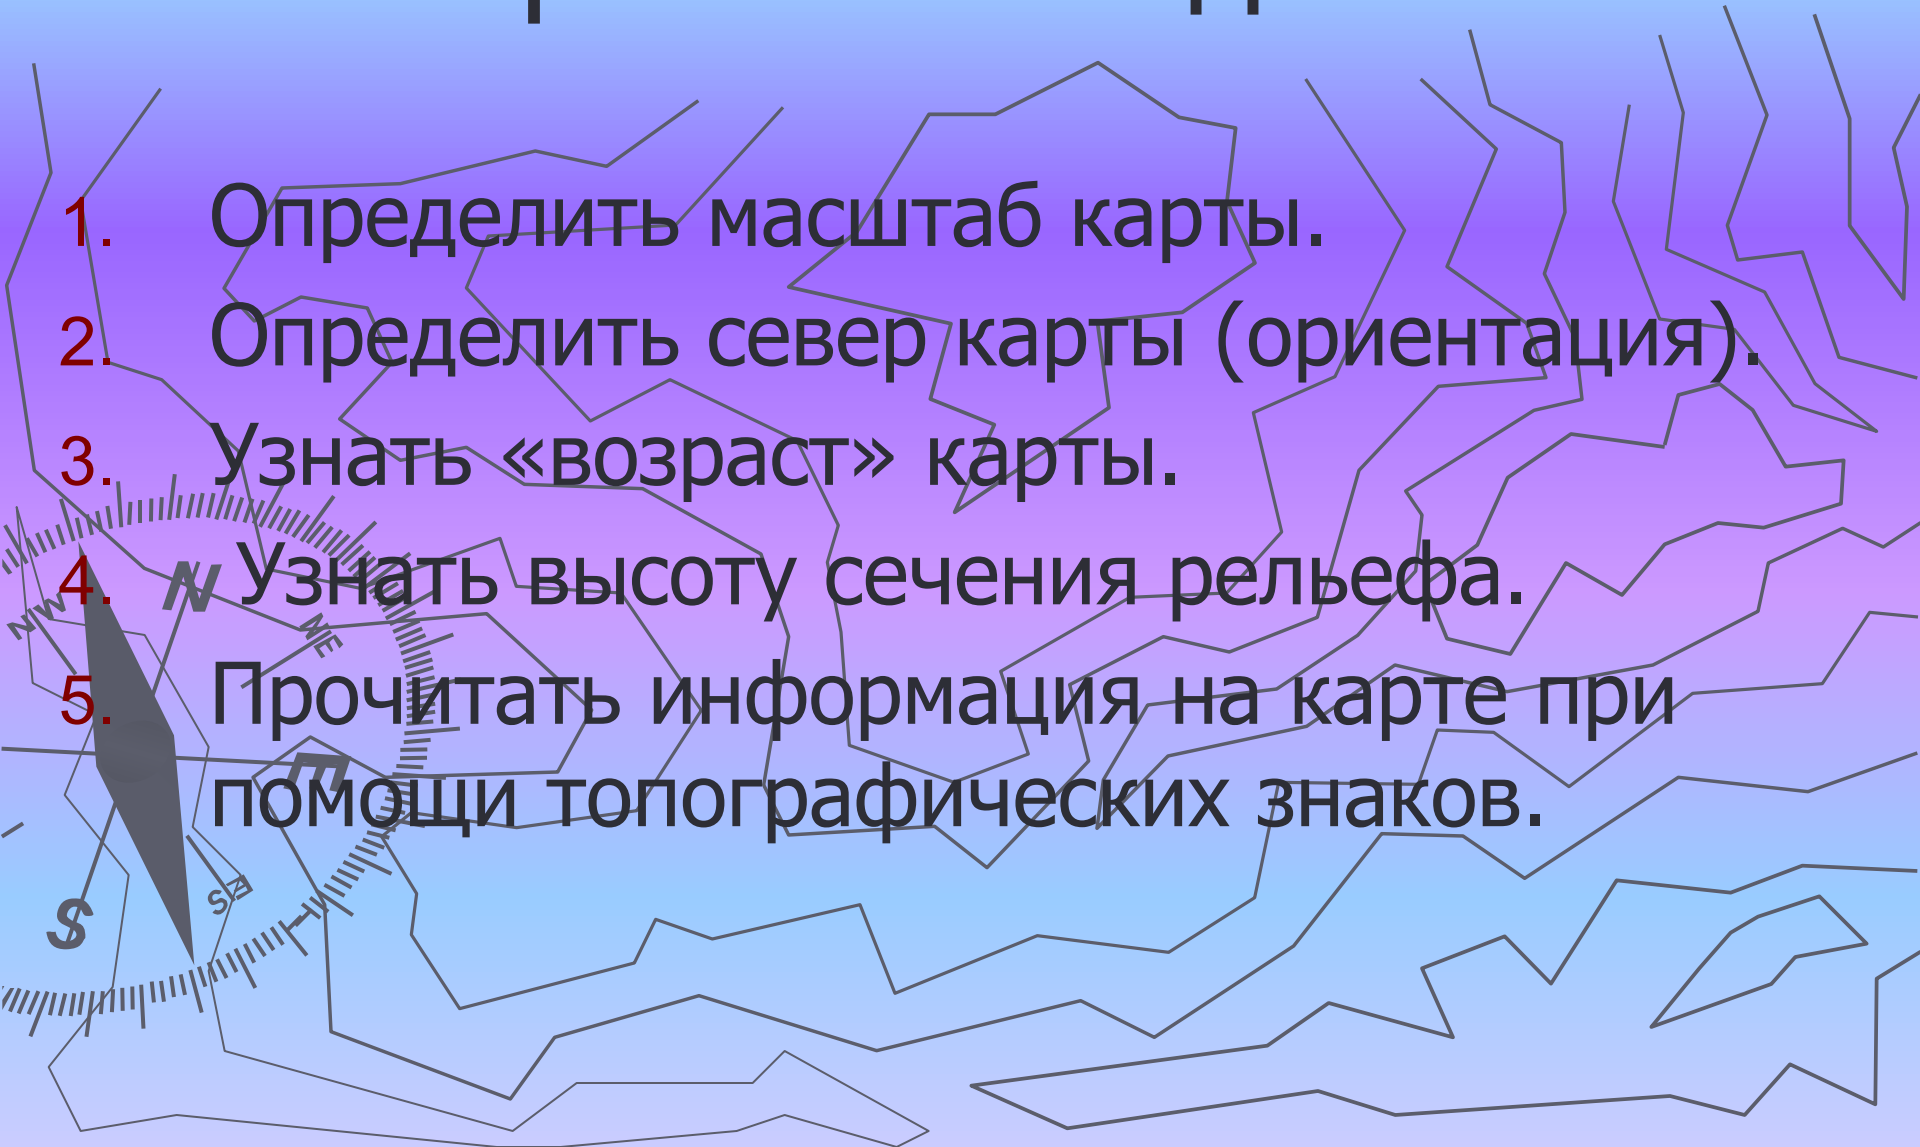 1. Определить масштаб карты.
2. Определить север карты (ориентация).
3. Узнать «возраст» карты.
4. Узнать высоту сечения рельефа.
5. Прочитать информация на карте при
помощи топографических знаков.
N
NW
NE
E
SE
S